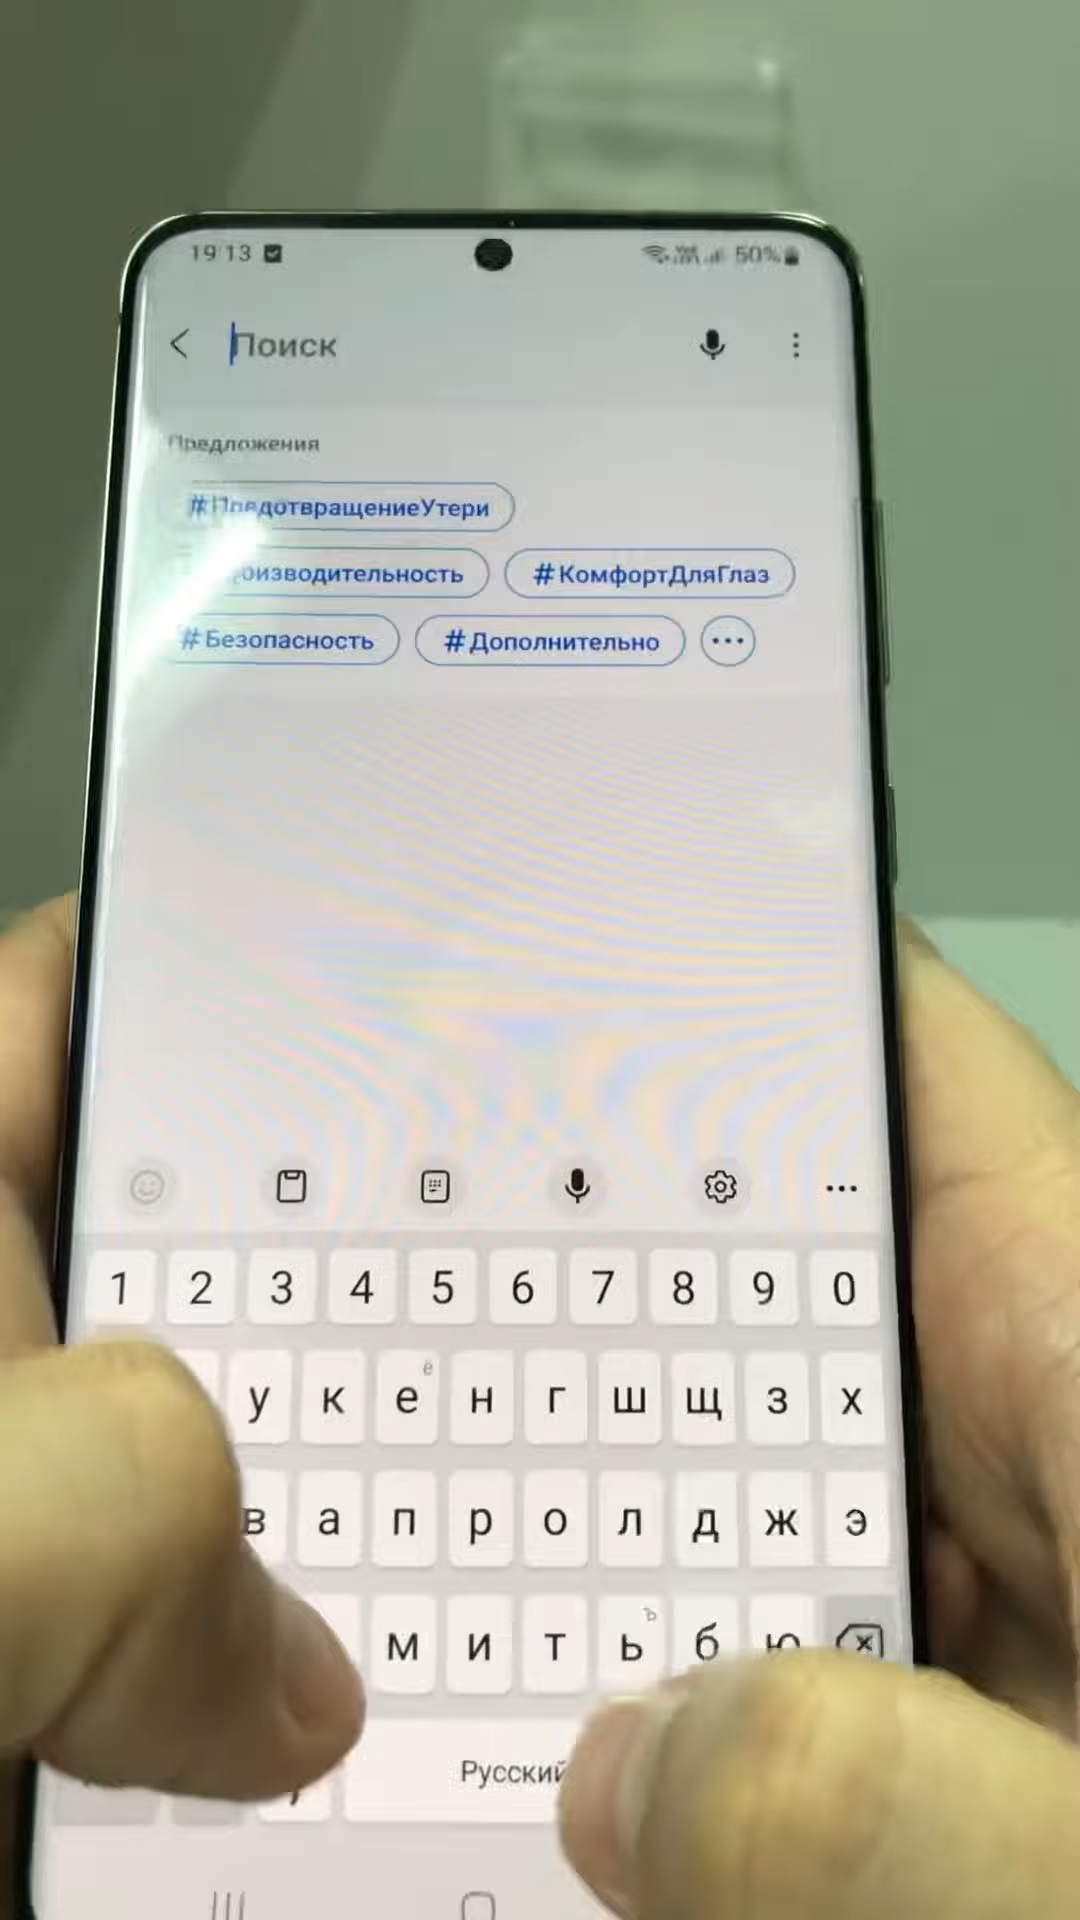 19:13 50%
Поиск
Предложения
#ПредотвращениеУтери
#КомфортДляГлаз
#Безопасность #Дополнительно
1 2 3 4 5 6 7 8 9 0
у к е ё н г ш щ з х
в а п р о л д ж э
м и т ь ъ б ю
Русский